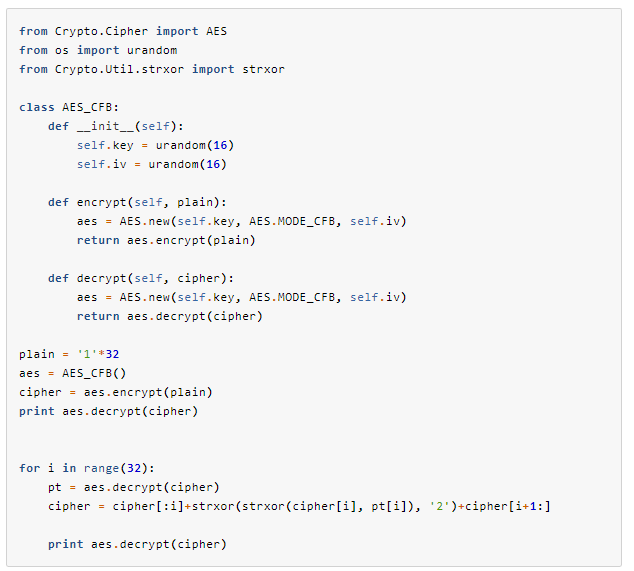 from Crypto.Cipher import AES
from os import urandom
from Crypto.Util.strxor import strxor
class AES_CFB:
    def __init__(self):
        self.key = urandom(16)
        self.iv = urandom(16)
    def encrypt(self, plain):
        aes = AES.new(self.key, AES.MODE_CFB, self.iv)
        return aes.encrypt(plain)
    def decrypt(self, cipher):
        aes = AES.new(self.key, AES.MODE_CFB, self.iv)
        return aes.decrypt(cipher)
plain = '1'*32
aes = AES_CFB()
cipher = aes.encrypt(plain)
print aes.decrypt(cipher)
for i in range(32):
    pt = aes.decrypt(cipher)
    cipher = cipher[:i]+strxor(strxor(cipher[i], pt[i]), '2')+cipher[i+1:]
    print aes.decrypt(cipher)